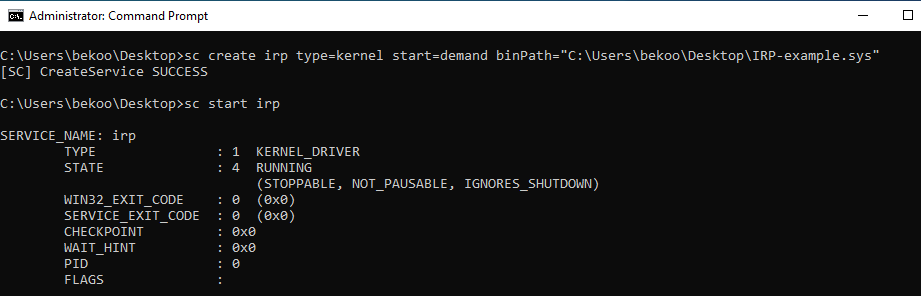 Administrator: Command Prompt
C:\Users\bekoo\Desktop>sc create irp type=kernel start=demand binPath="C:\Users\bekoo\Desktop\IRP-example.sys"
[SC] CreateService SUCCESS
C:\Users\bekoo\Desktop>sc start irp
SERVICE_NAME: irp
TYPE : 1 KERNEL_DRIVER
STATE : 4 RUNNING
(STOPPABLE, NOT_PAUSABLE, IGNORES_SHUTDOWN)
WIN32_EXIT_CODE : 0 (0x0)
SERVICE_EXIT_CODE : 0 (0x0)
CHECKPOINT : 0x0
WAIT_HINT : 0x0
PID : 0
FLAGS :